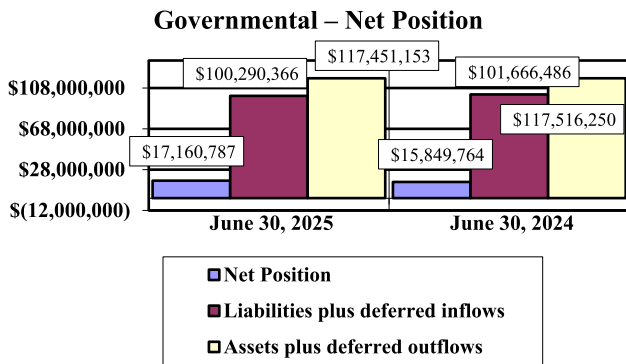 Governmental – Net Position
$117,451,153
$100,290,366
$101,666,486
$108,000,000
$117,516,250
$68,000,000
$17,160,787
$15,849,764
$28,000,000
$(12,000,000)
June 30, 2025
June 30, 2024
Net Position
Liabilities plus deferred inflows
Assets plus deferred outflows